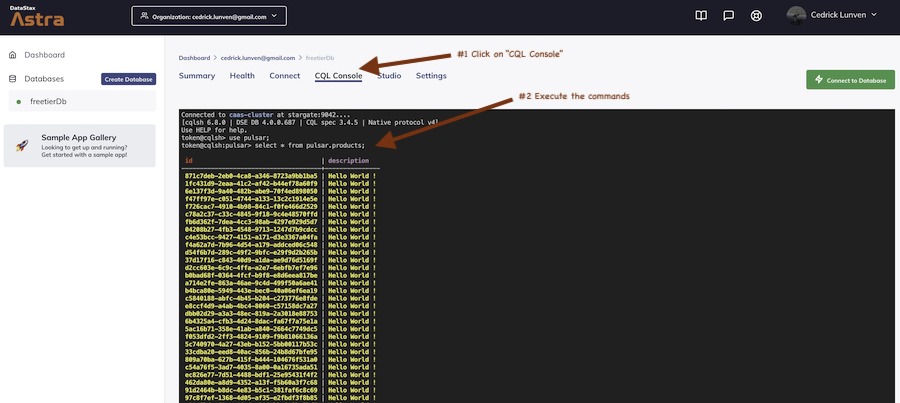 DataStax
Astra
Organization: cedrick.lunven@gmail.com
Cedrick Lunven
Dashboard
Databases
Create Database
freetierDb
Sample App Gallery
Looking to get up and running?
Get started with a sample app!
Dashboard > cedrick.lunven@gmail.com > freetierDb
#1 Click on "CQL Console"
Summary Health Connect CQL Console Studio Settings
Connect to Database
#2 Execute the commands
Connected to caas-cluster at stargate:9042....
[cqlsh 6.8.0 | DSE DB 4.0.0.687 | CQL spec 3.4.5 | Native protocol v4]
Use HELP for help.
token@cqlsh> use pulsar;
token@cqlsh:pulsar> select * from pulsar.products;
id | description
871c7deb-2eb0-4ca8-a346-8723a9bb1ba5 | Hello World !
1fc431d9-2eaa-41c2-af42-b44ef78a60f9 | Hello World !
6e137f3d-9a40-482b-abe9-70f4ed898050 | Hello World !
f47ff97e-c051-4744-a133-13c2c1914e5e | Hello World !
f726cac7-4910-4b98-84c1-f0fe466d2529 | Hello World !
c78a2c37-c33c-4845-9f18-9c4e48570ffd | Hello World !
fb6d362f-7dea-4cc3-98ab-4297e929d5d7 | Hello World !
04208b27-4fb3-4548-9713-1247d7b9cdcc | Hello World !
c4e53bcc-9427-4151-a171-d3e3367a04fa | Hello World !
f4a62a7d-7b96-4d54-a179-addced06c548 | Hello World !
d54f6b7d-289c-49f2-9bfc-e29f9d2b265b | Hello World !
37d17f16-c843-40d9-a1da-ae9d76d5169f | Hello World !
d2cc603e-6c9c-4ffa-a2e7-6ebfb7ef7e96 | Hello World !
b0bad68f-0364-4fcf-b9f8-e8d6eea817be | Hello World !
a714e2fe-863a-46ae-9c4d-499f50a6ae41 | Hello World !
b4bca80e-5949-443e-bec0-40a06ef6ea19 | Hello World !
c5840188-abfc-4b45-b204-c273776e8fde | Hello World !
e8ccf4d9-a4ab-4bc4-8060-c57158dc7a27 | Hello World !
dbb02d29-a3a3-48ec-819a-2a3018e88753 | Hello World !
6b4325a4-cfb3-4d24-8dac-fa67f7a75e1a | Hello World !
5ac16b71-358e-41ab-a840-2664c7749dc5 | Hello World !
f053dfd2-2ff3-4824-9109-f9b81066136a | Hello World !
5c740970-4a27-43eb-b152-5bb00117b53c | Hello World !
33cdba20-eed8-40ac-856b-24b8d67bfe95 | Hello World !
809a70ba-627b-415f-b444-104676f531a0 | Hello World !
c54a76f5-3ad7-4035-8a00-0a16735ada51 | Hello World !
ec826e77-7d51-4488-bdf1-25e95431f4f2 | Hello World !
462da80e-a8d9-4352-a13f-f5b60a3f7c68 | Hello World !
91d2464b-b8dc-4e83-b5c1-381faf6c8c69 | Hello World !
97c8f7ef-1368-4d05-af35-e2fbdf3f8b85 | Hello World !